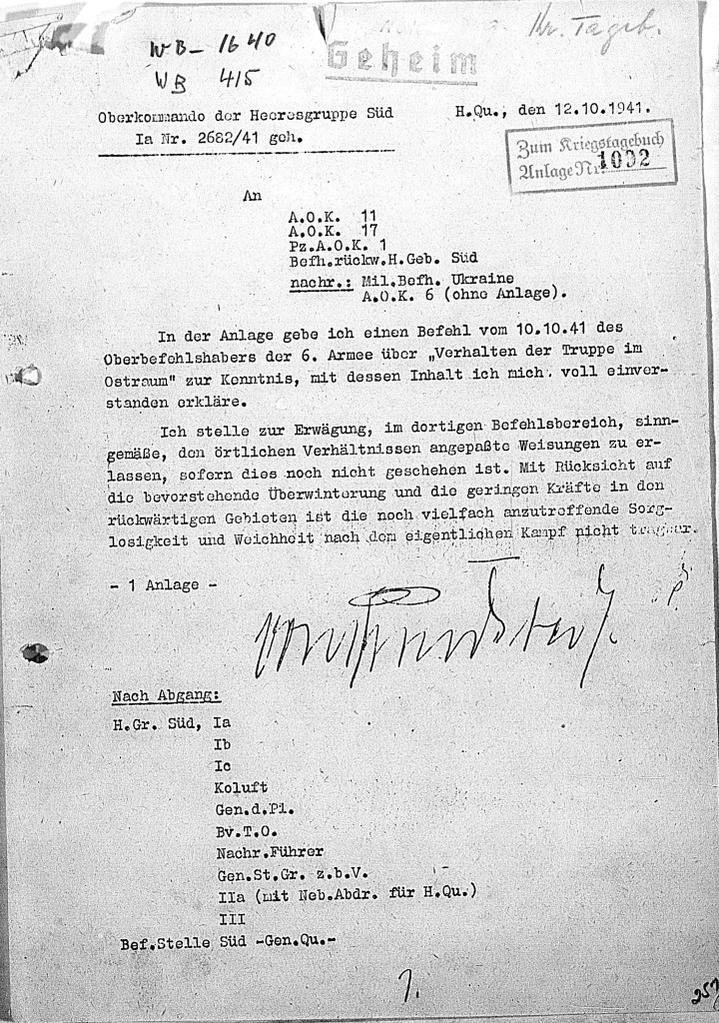 WB - 1640
Kr. Tageb.
Geheim
WB 415
Oberkommando der Heeresgruppe Süd
H.Qu., den 12.10.1941.
Ia Nr. 2682/41 geh.
Zum Kriegstagebuch
Anlage Nr. 1032
An
A.O.K. 11
A.O.K. 17
Pz.A.O.K. 1
Befh.rückw.H.Geb. Süd
nachr.: Mil.Befh. Ukraine
A.O.K. 6 (ohne Anlage).
In der Anlage gebe ich einen Befehl vom 10.10.41 des
Oberbefehlshabers der 6. Armee über „Verhalten der Truppe im
Ostraum" zur Kenntnis, mit dessen Inhalt ich mich voll einver-
standen erkläre.
Ich stelle zur Erwägung, im dortigen Befehlsbereich, sinn-
gemäße, den örtlichen Verhältnissen angepaßte Weisungen zu er-
lassen, sofern dies noch nicht geschehen ist. Mit Rücksicht auf
die bevorstehende Überwinterung und die geringen Kräfte in den
rückwärtigen Gebieten ist die noch vielfach anzutreffende Sorg-
losigkeit und Weichheit nach dem eigentlichen Kampf nicht tragbar.
- 1 Anlage -
von Rundstedt.
Nach Abgang:
H.Gr. Süd, Ia
Ib
Ic
Koluft
Gen.d.Pi.
Bv.T.O.
Nachr.Führer
Gen.St.Gr. z.b.V.
IIa (mit Neb.Abdr. für H.Qu.)
III
Bef.Stelle Süd -Gen.Qu.-